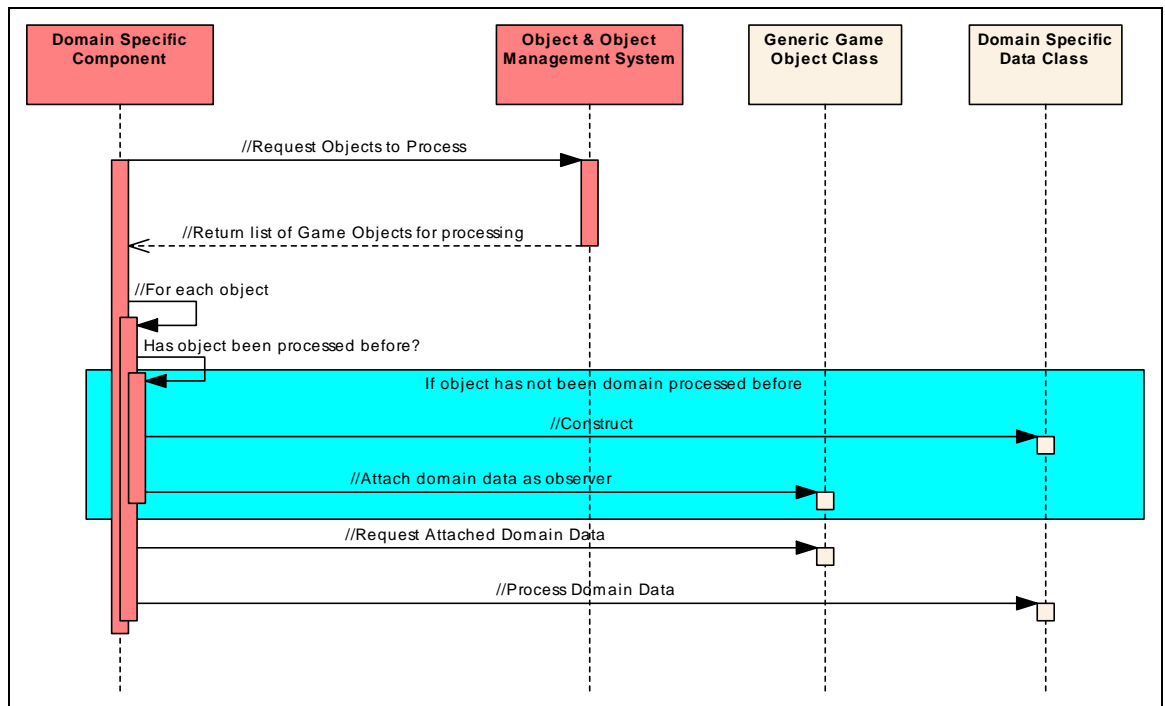 Domain Specific
Component
Object & Object
Management System
Generic Game
Object Class
Domain Specific
Data Class
//Request Objects to Process
//Return list of Game Objects for processing
//For each object
Has object been processed before?
If object has not been domain processed before
//Construct
//Attach domain data as observer
//Request Attached Domain Data
//Process Domain Data